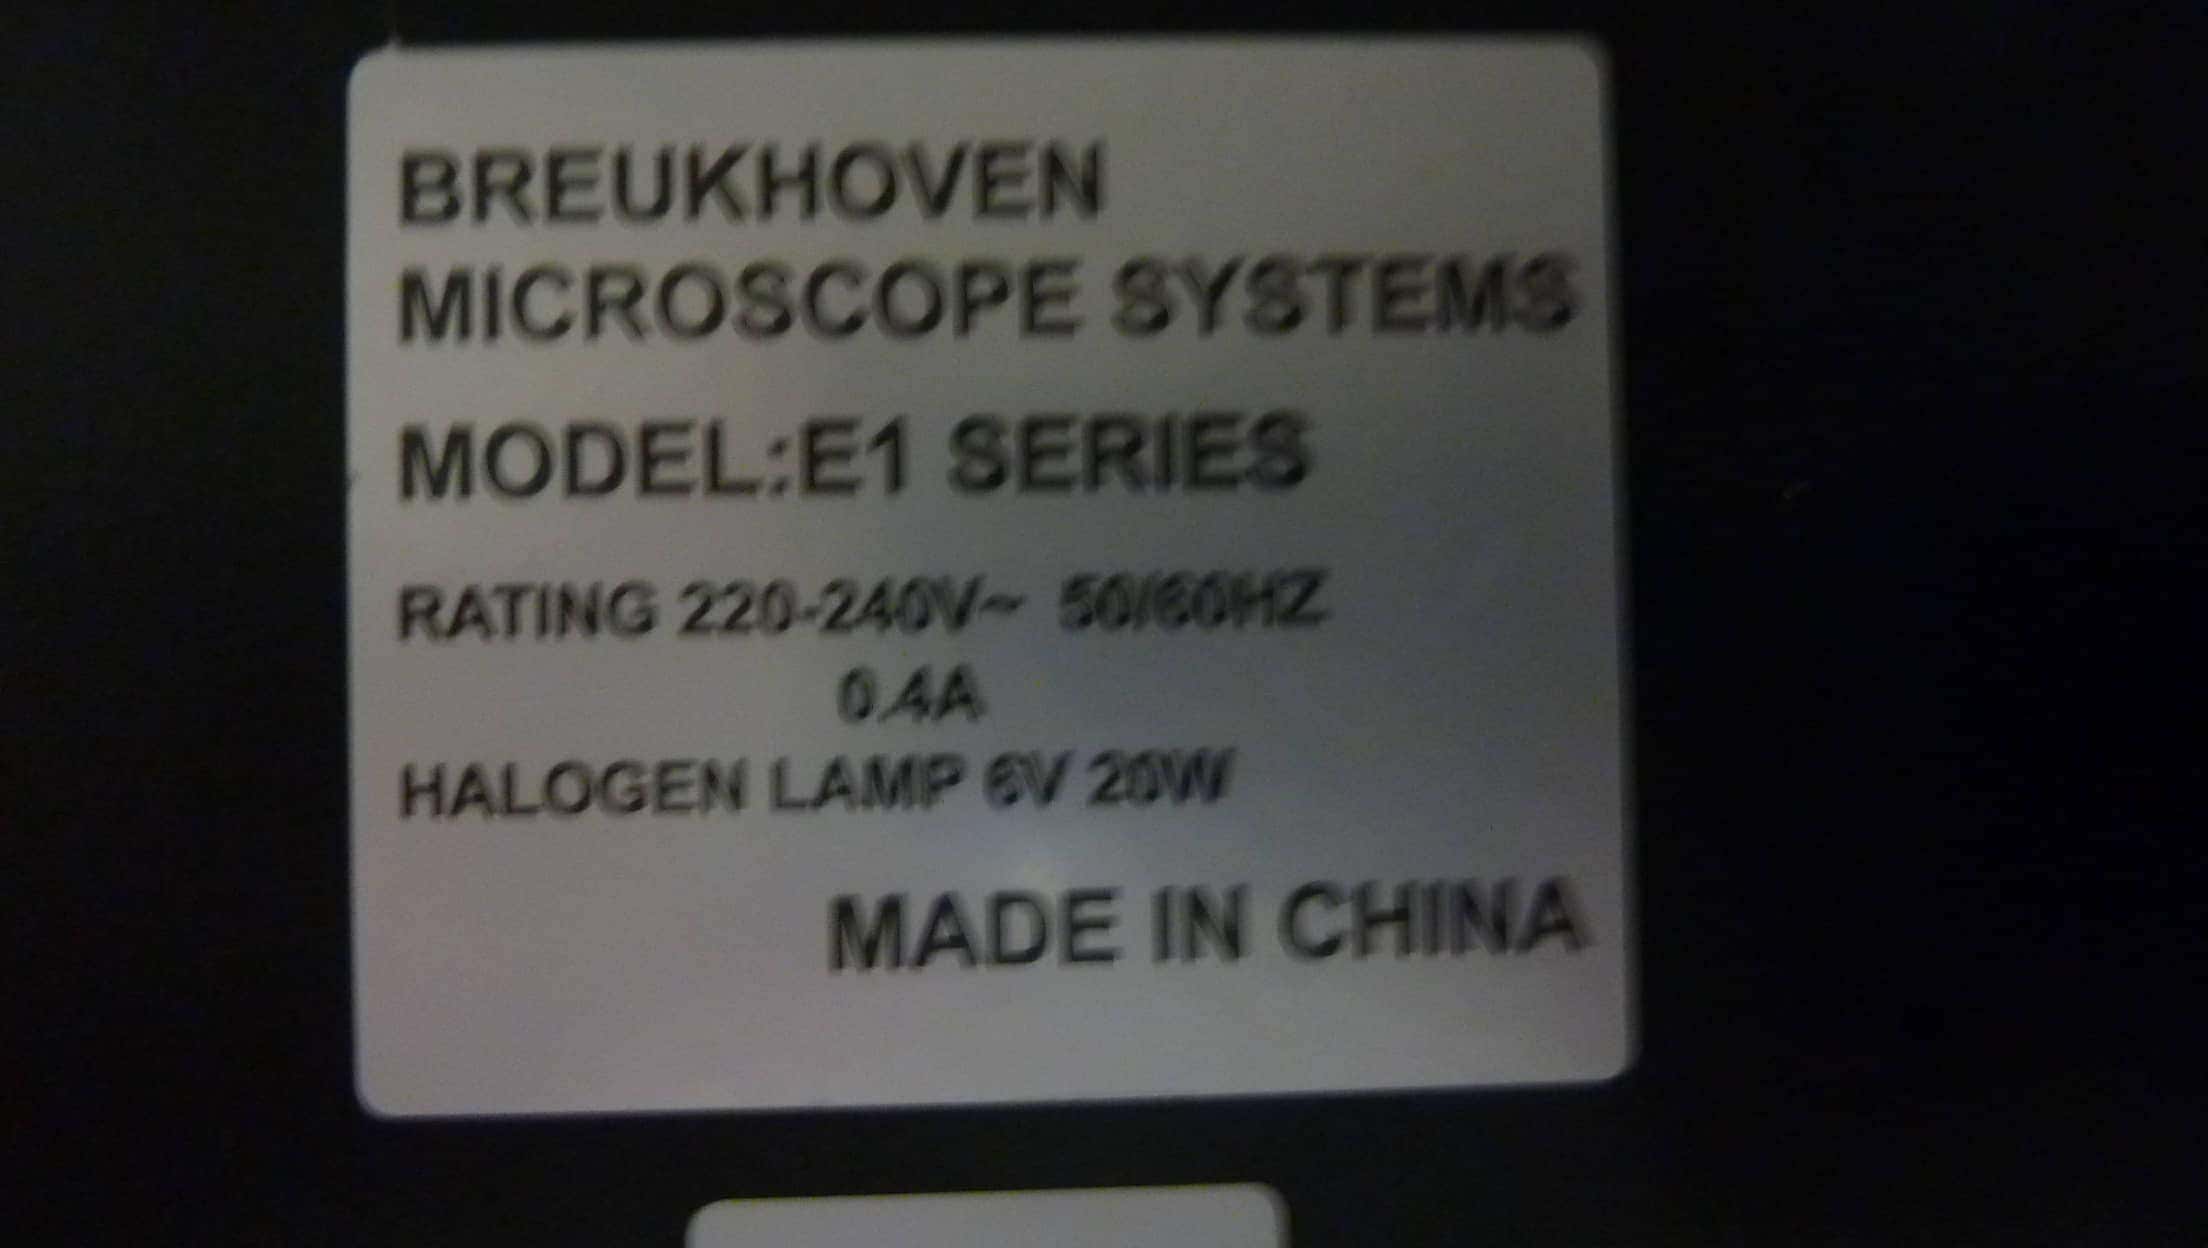 BREUKHOVEN
MICROSCOPE SYSTEMS
MODEL:E1 SERIES
RATING 220-240V~ 50/60HZ
0.4A
HALOGEN LAMP 6V 20W
MADE IN CHINA